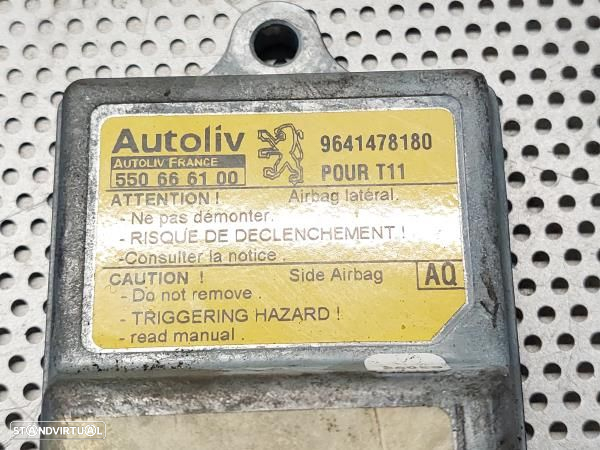 Autoliv
AUTOLIV FRANCE
550 66 61 00
9641478180
POUR T11
ATTENTION ! Airbag latéral.
- Ne pas démonter.
- RISQUE DE DECLENCHEMENT !
-Consulter la notice
CAUTION ! Side Airbag AQ
- Do not remove .
- TRIGGERING HAZARD !
- read manual .
STANDVIRTUAL